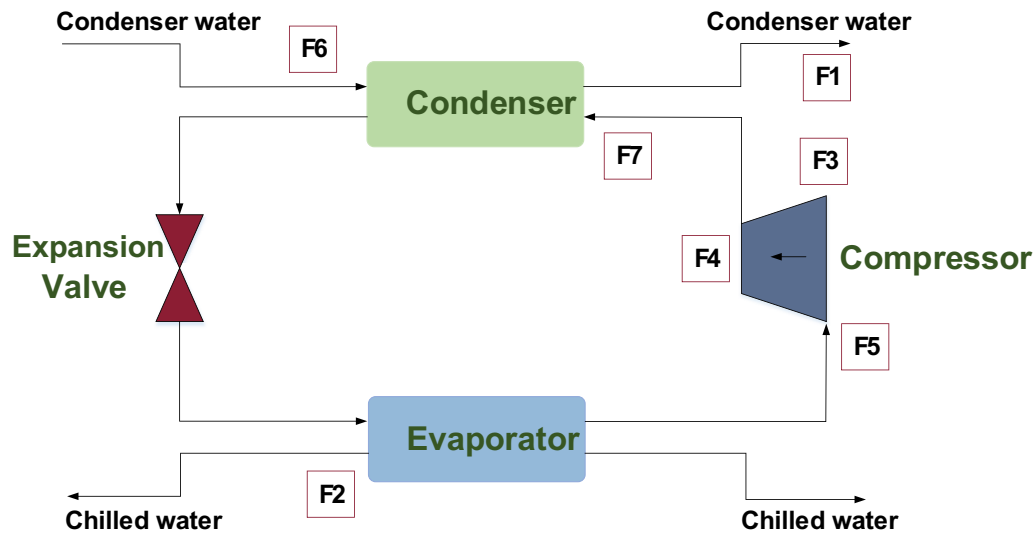 Condenser water
Condenser water
F6
F1
Condenser
F7
F3
Expansion
Valve
F4
Compressor
F5
Evaporator
F2
Chilled water
Chilled water